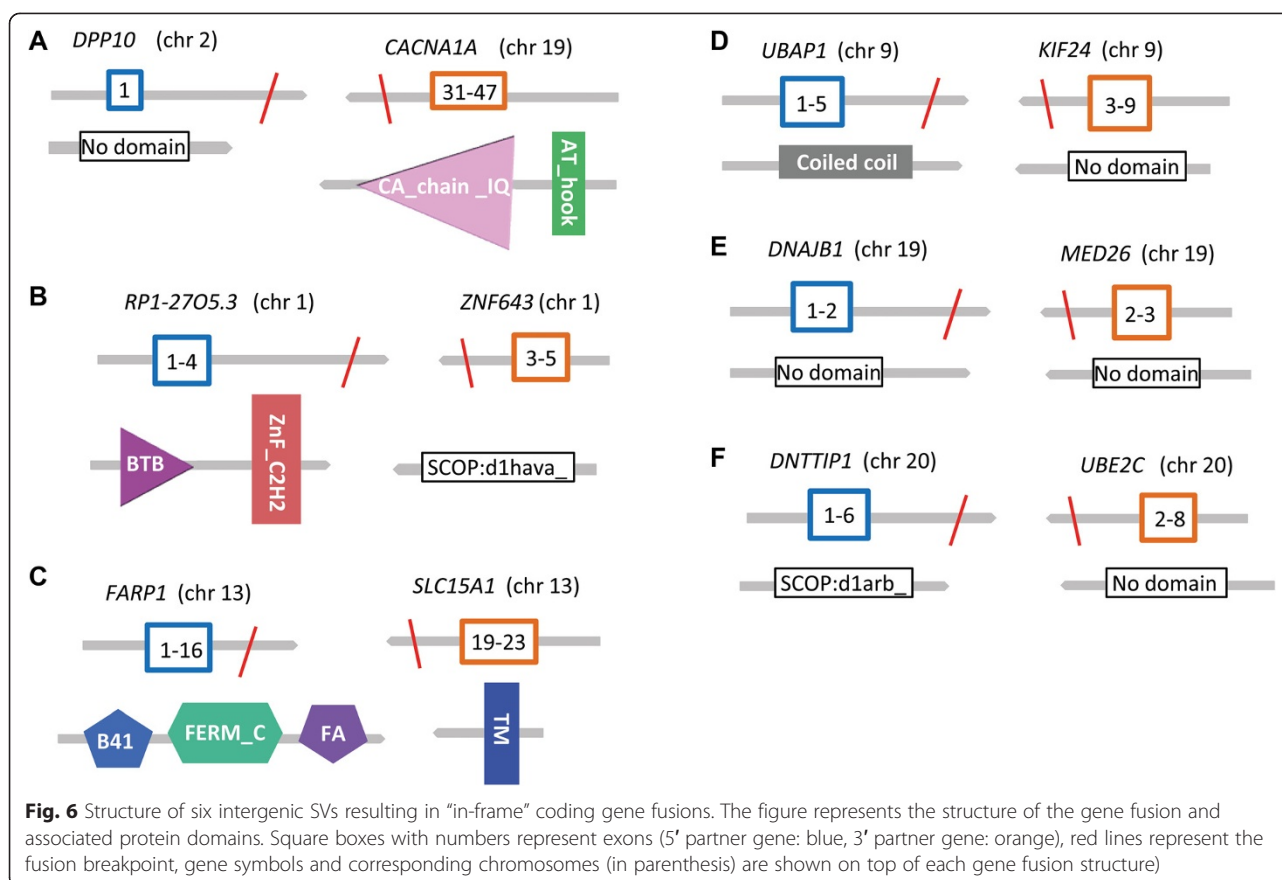 A
DPP10 (chr 2)
CACNA1A (chr 19)
1
31-47
No domain
CA_chain _IQ
AT_hook
B
RP1-27O5.3 (chr 1)
ZNF643 (chr 1)
1-4
3-5
BTB
ZnF_C2H2
SCOP:d1hava_
C
FARP1 (chr 13)
SLC15A1 (chr 13)
1-16
19-23
B41
FERM_C
FA
TM
D
UBAP1 (chr 9)
KIF24 (chr 9)
1-5
3-9
Coiled coil
No domain
E
DNAJB1 (chr 19)
MED26 (chr 19)
1-2
2-3
No domain
No domain
F
DNTTIP1 (chr 20)
UBE2C (chr 20)
1-6
2-8
SCOP:d1arb_
No domain
Fig. 6 Structure of six intergenic SVs resulting in “in-frame” coding gene fusions. The figure represents the structure of the gene fusion and
associated protein domains. Square boxes with numbers represent exons (5′ partner gene: blue, 3′ partner gene: orange), red lines represent the
fusion breakpoint, gene symbols and corresponding chromosomes (in parenthesis) are shown on top of each gene fusion structure)